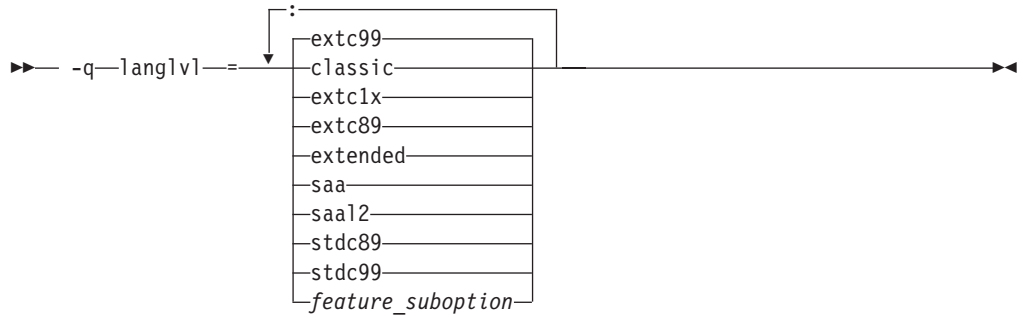 :
extc99
-q langlvl = classic
extc1x
extc89
extended
saa
saal2
stdc89
stdc99
feature_suboption